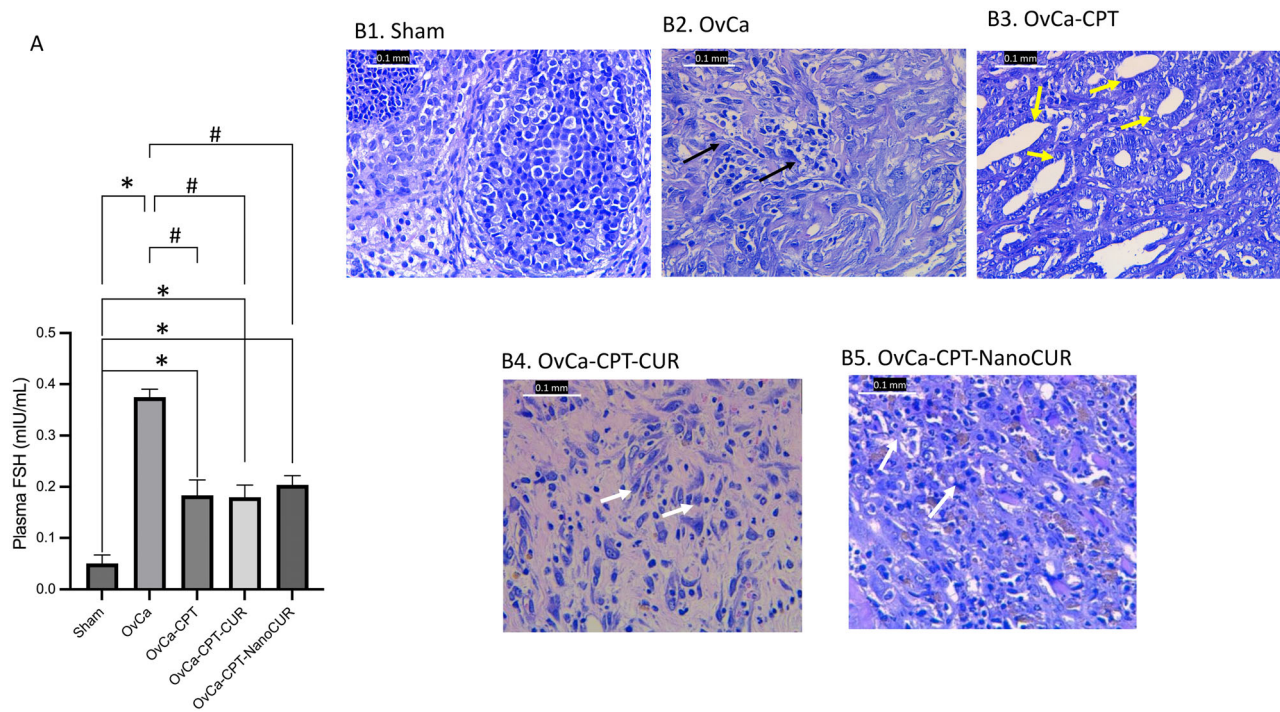 A
B1. Sham
B2. OvCa
B3. OvCa-CPT
0.1 mm
0.1 mm
0.1 mm
#
*
#
#
*
*
*
0.5
0.4
0.3
0.2
0.1
0.0
Plasma FSH (mIU/mL)
Sham
OvCa
OvCa-CPT
OvCa-CPT-CUR
OvCa-CPT-NanoCUR
B4. OvCa-CPT-CUR
B5. OvCa-CPT-NanoCUR
0.1 mm
0.1 mm